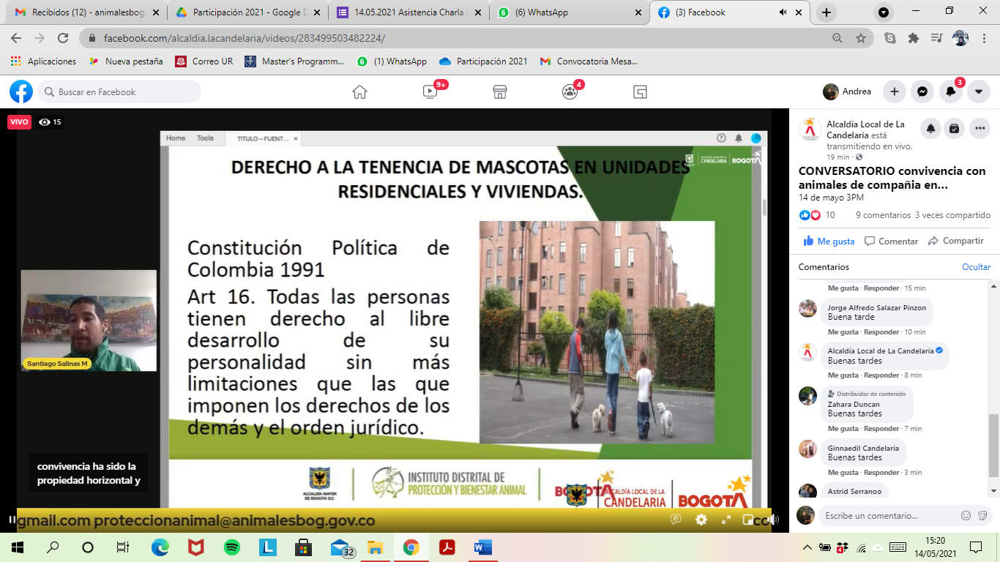 Recibidos (12) - animalesbog
Participación 2021 - Google D
14.05.2021 Asistencia Charla
(6) WhatsApp
(3) Facebook
facebook.com/alcaldia.lacandelaria/videos/283499503482224/
Aplicaciones
Nueva pestaña
Correo UR
Master's Programm...
(1) WhatsApp
Participación 2021
Convocatoria Mesa...
Buscar en Facebook
9+
4
Andrea
3
VIVO
15
Home Tools TITULO – FUENT...
CANDELARIA BOGOTÁ
DERECHO A LA TENENCIA DE MASCOTAS EN UNIDADES
RESIDENCIALES Y VIVIENDAS.
Constitución Política de
Colombia 1991
Art 16. Todas las personas
tienen derecho al libre
desarrollo de su
personalidad sin más
limitaciones que las que
imponen los derechos de los
demás y el orden jurídico.
Santiago Salinas M
convivencia ha sido la
propiedad horizontal y
ALCALDÍA MAYOR
DE BOGOTÁ D.C.
INSTITUTO DISTRITAL DE
PROTECCIÓN Y BIENESTAR ANIMAL
BOGOTÁ
ALCALDÍA LOCAL DE LA
CANDELARIA
BOGOTÁ
gmail.com proteccionanimal@animalesbog.gov.co
co
Alcaldía Local de La
Candelaria está
transmitiendo en vivo.
19 min
CONVERSATORIO convivencia con
animales de compañia en...
14 de mayo 3PM
10
9 comentarios 3 veces compartido
Me gusta
Comentar
Compartir
Comentarios
Ocultar
Me gusta · Responder · 15 min
Jorge Alfredo Salazar Pinzon
Buena tarde
Me gusta · Responder · 10 min
Alcaldía Local de La Candelaria
Buenas tardes
Me gusta · Responder · 8 min
Distribuidor de contenido
Zahara Duncan
Buenas tardes
Me gusta · Responder · 7 min
Ginnaedil Candelaria
Buenas tardes
Me gusta · Responder · 3 min
Astrid Serranoo
Escribe un comentario...
32
4
15:20
14/05/2021